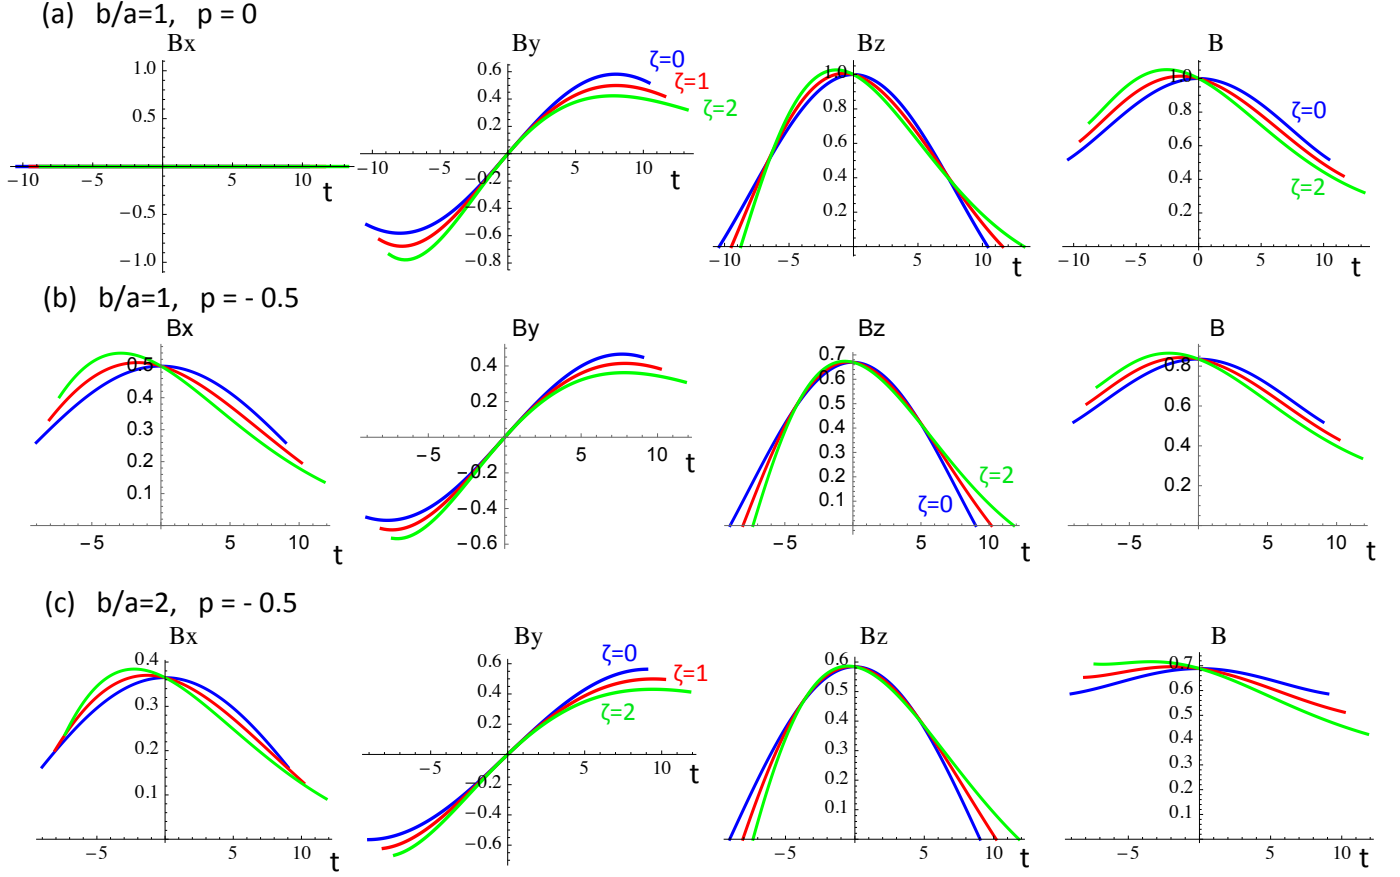 (a) b/a=1, p = 0
Bx
1.0
0.5
−0.5
−1.0
−10 −5 5 10 t
By
0.6
0.4
0.2
−0.2
−0.4
−0.6
−0.8
−10 −5 5 10 t
ζ=0
ζ=1
ζ=2
Bz
1.0
0.8
0.6
0.4
0.2
−10 −5 5 10 t
B
1.0
0.8
0.6
0.4
0.2
−10 −5 0 5 10 t
ζ=0
ζ=2
(b) b/a=1, p = - 0.5
Bx
0.5
0.4
0.3
0.2
0.1
−5 5 10 t
By
0.4
0.2
−0.2
−0.4
−0.6
−5 5 10 t
Bz
0.7
0.6
0.5
0.4
0.3
0.2
0.1
−5 5 10 t
ζ=2
ζ=0
B
0.8
0.6
0.4
0.2
−5 5 10 t
(c) b/a=2, p = - 0.5
Bx
0.4
0.3
0.2
0.1
−5 5 10 t
By
0.6
0.4
0.2
−0.2
−0.4
−0.6
−5 5 10 t
ζ=0
ζ=1
ζ=2
Bz
0.6
0.5
0.4
0.3
0.2
0.1
−5 5 10 t
B
0.7
0.6
0.5
0.4
0.3
0.2
0.1
−5 5 10 t